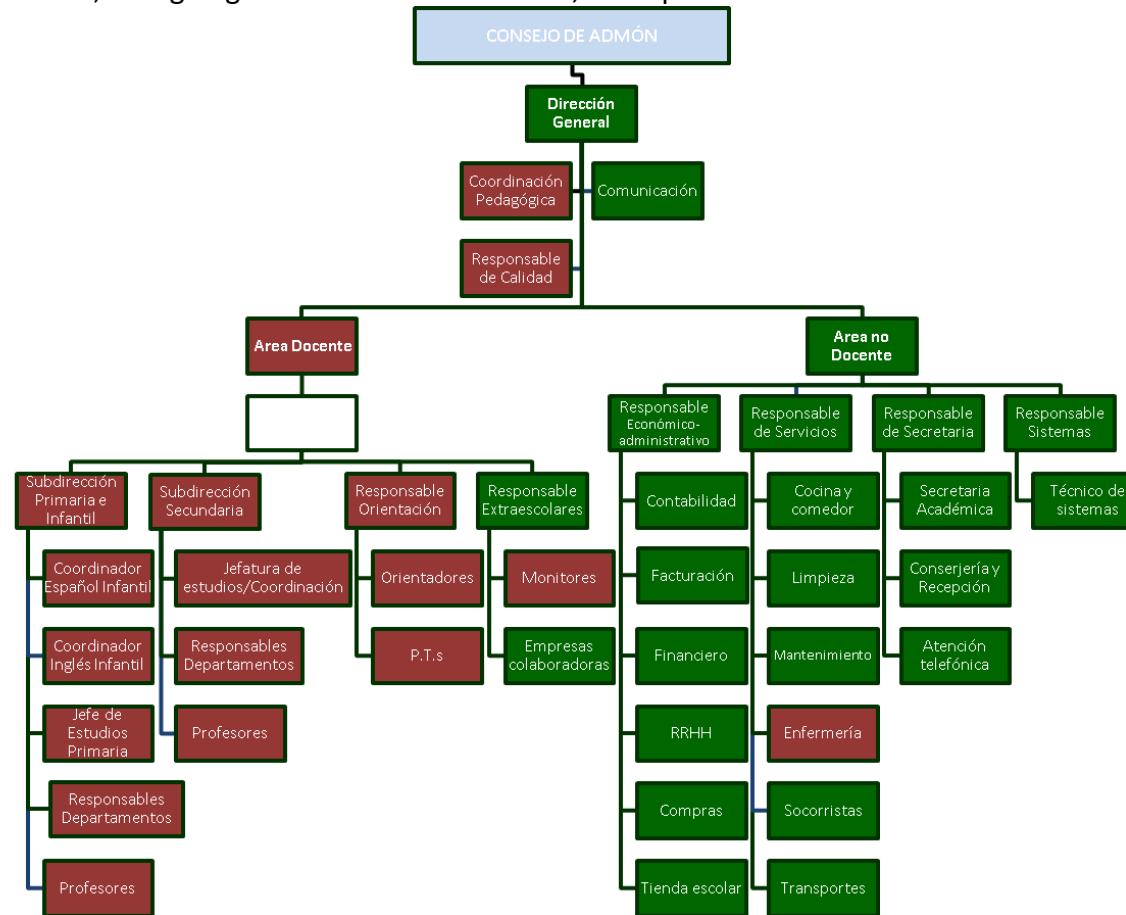 CONSEJO DE ADMÓN
Dirección
General
Coordinación
Pedagógica
Comunicación
Responsable
de Calidad
Area Docente
Area no
Docente
Subdirección
Primaria e
Infantil
Subdirección
Secundaria
Responsable
Orientación
Responsable
Extraescolares
Responsable
Económico-
administrativo
Responsable
de Servicios
Responsable
de Secretaria
Responsable
Sistemas
Coordinador
Español Infantil
Jefatura de
estudios/Coordinación
Orientadores
Monitores
Contabilidad
Cocina y
comedor
Secretaria
Académica
Técnico de
sistemas
Coordinador
Inglés Infantil
Responsables
Departamentos
P.T.s
Empresas
colaboradoras
Facturación
Limpieza
Conserjería y
Recepción
Jefe de
Estudios
Primaria
Profesores
Financiero
Mantenimiento
Atención
telefónica
Responsables
Departamentos
RRHH
Enfermería
Profesores
Compras
Socorristas
Tienda escolar
Transportes